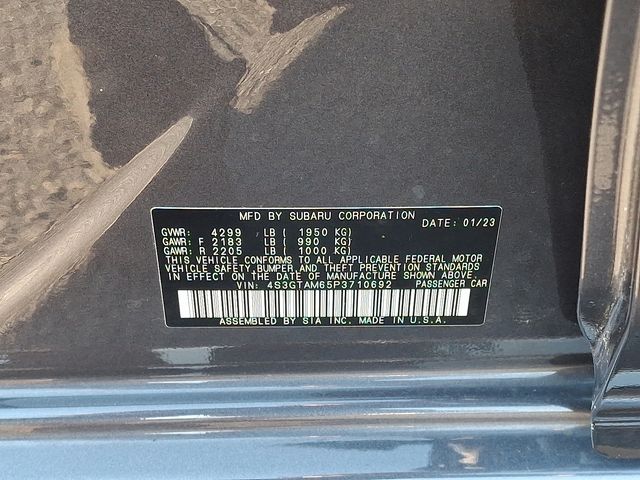 MFD BY SUBARU CORPORATION DATE: 01/23
GVWR: 4299 LB ( 1950 KG)
GAWR: F 2183 LB ( 990 KG)
GAWR: R 2205 LB ( 1000 KG)
THIS VEHICLE CONFORMS TO ALL APPLICABLE FEDERAL MOTOR
VEHICLE SAFETY, BUMPER, AND THEFT PREVENTION STANDARDS
IN EFFECT ON THE DATE OF MANUFACTURE SHOWN ABOVE.
VIN: 4S3GTAM65P3710692 PASSENGER CAR
ASSEMBLED BY SIA INC. MADE IN U.S.A.